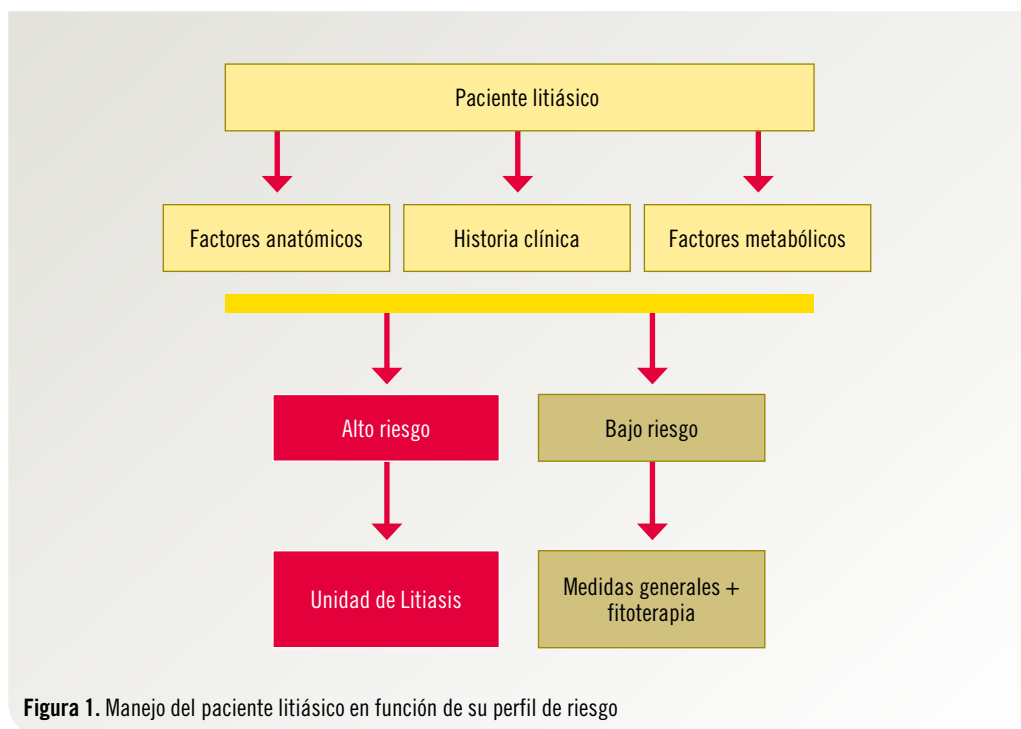 Paciente litiásico
Factores anatómicos
Historia clínica
Factores metabólicos
Alto riesgo
Bajo riesgo
Unidad de Litiasis
Medidas generales +
fitoterapia
Figura 1. Manejo del paciente litiásico en función de su perfil de riesgo